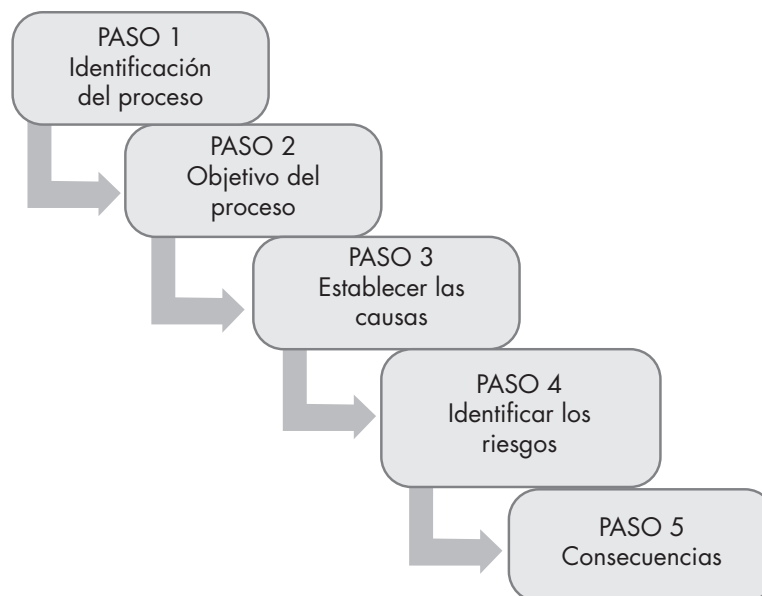 PASO 1
Identificación
del proceso
PASO 2
Objetivo del
proceso
PASO 3
Establecer las
causas
PASO 4
Identificar los
riesgos
PASO 5
Consecuencias